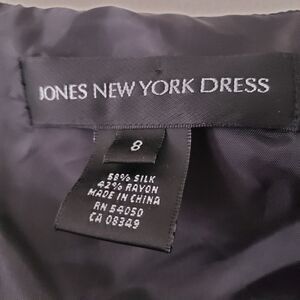 JONES NEW YORK DRESS
8
58% SILK
42% RAYON
MADE IN CHINA
RN 54050
CA 08349